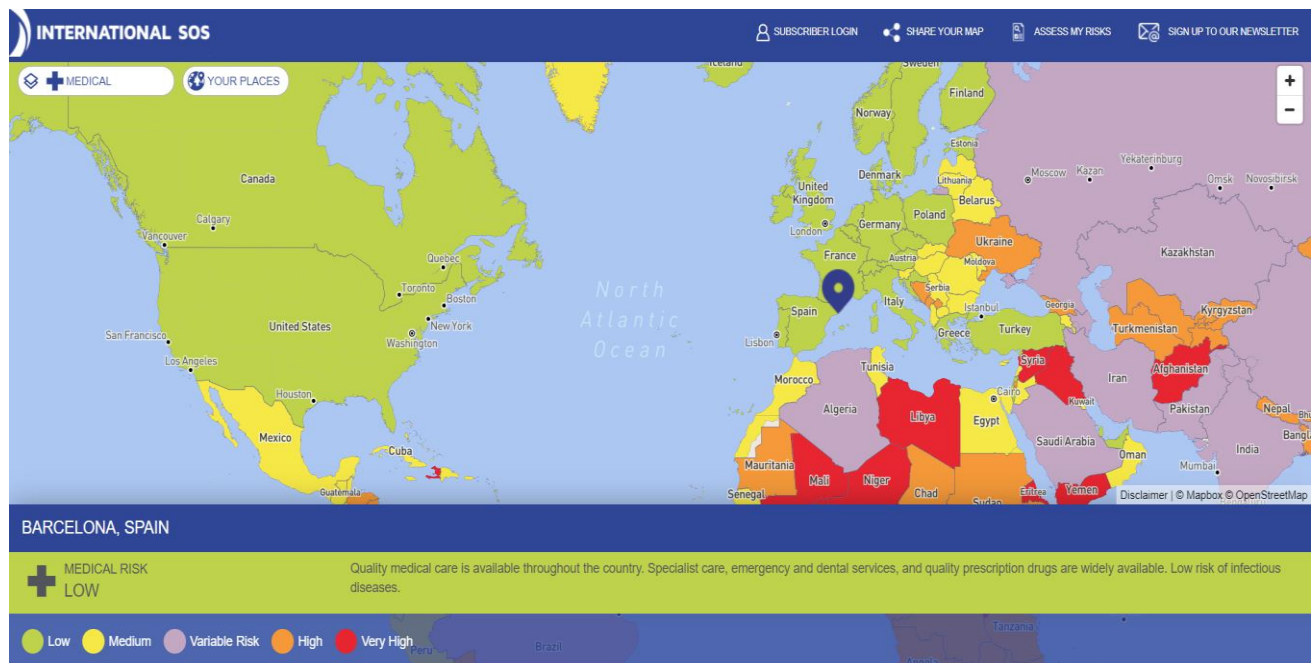 INTERNATIONAL SOS
SUBSCRIBER LOGIN
SHARE YOUR MAP
ASSESS MY RISKS
SIGN UP TO OUR NEWSLETTER
MEDICAL
YOUR PLACES
+
−
Iceland
Sweden
Finland
Norway
Estonia
Yekaterinburg
Canada
Denmark
Lithuania
Moscow
Kazan
Omsk
Novosibirsk
United
Kingdom
Belarus
Calgary
Poland
London
Germany
Vancouver
Ukraine
Quebec
France
Austria
Moldova
Kazakhstan
Toronto
Boston
North
Atlantic
Ocean
Serbia
Italy
Istanbul
Georgia
Kyrgyzstan
San Francisco
United States
New York
Washington
Spain
Lisbon
Greece
Turkey
Turkmenistan
Los Angeles
Tunisia
Syria
Afghanistan
Houston
Morocco
Cairo
Iran
Kuwait
Pakistan
Nepal
Bhu
Mexico
Algeria
Libya
Egypt
Saudi Arabia
India
Bangl
Cuba
Oman
Mumbai
Mauritania
Mali
Niger
Guatemala
Senegal
Chad
Sudan
Eritrea
Yemen
Disclaimer | © Mapbox © OpenStreetMap
BARCELONA, SPAIN
MEDICAL RISK
LOW
Quality medical care is available throughout the country. Specialist care, emergency and dental services, and quality prescription drugs are widely available. Low risk of infectious
diseases.
Low
Medium
Variable Risk
High
Very High
Peru
Brazil
Tanzania
Angola